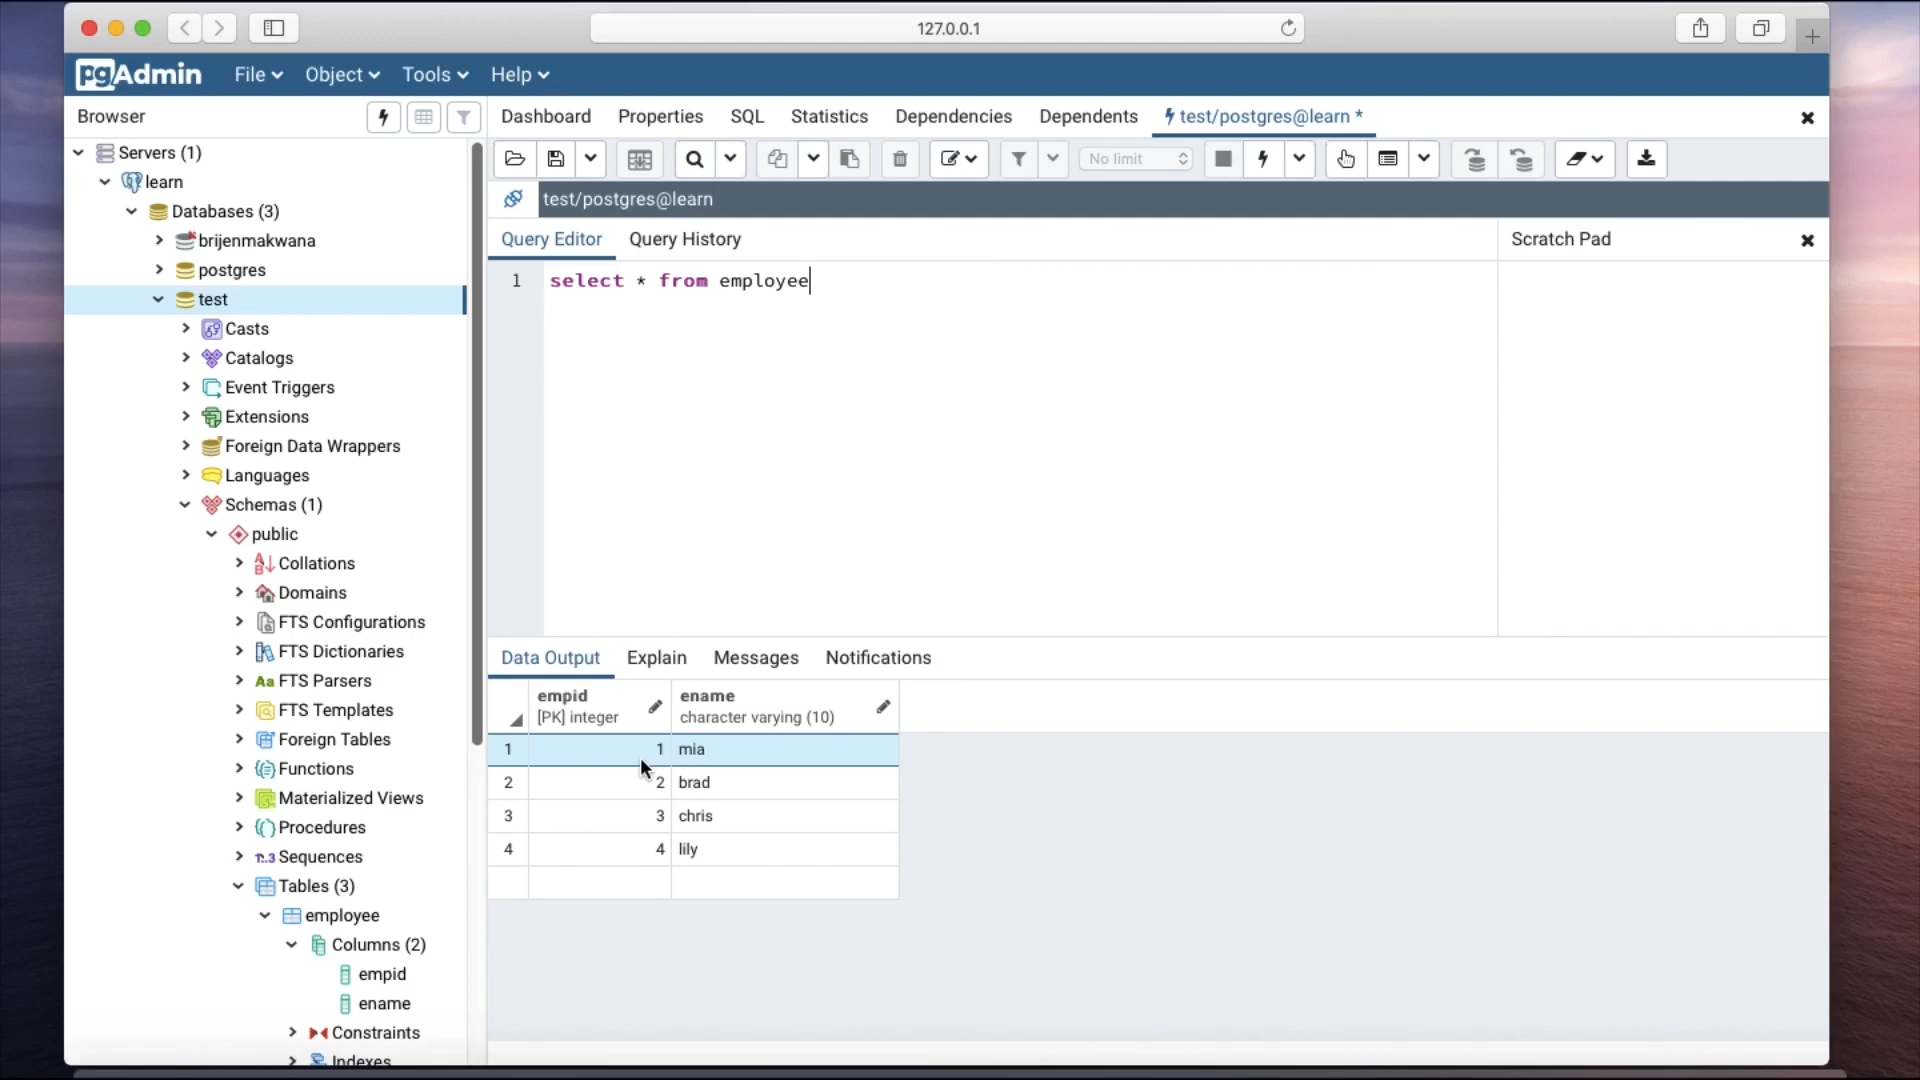 127.0.0.1
pgAdmin File Object Tools Help
Browser
Dashboard Properties SQL Statistics Dependencies Dependents test/postgres@learn *
No limit
test/postgres@learn
Query Editor Query History
Scratch Pad
1 select * from employee
Servers (1)
learn
Databases (3)
brijenmakwana
postgres
test
Casts
Catalogs
Event Triggers
Extensions
Foreign Data Wrappers
Languages
Schemas (1)
public
Collations
Domains
FTS Configurations
FTS Dictionaries
Aa FTS Parsers
FTS Templates
Foreign Tables
Functions
Materialized Views
Procedures
1..3 Sequences
Tables (3)
employee
Columns (2)
empid
ename
Constraints
Indexes
Data Output Explain Messages Notifications
empid ename
[PK] integer character varying (10)
1 1 mia
2 2 brad
3 3 chris
4 4 lily